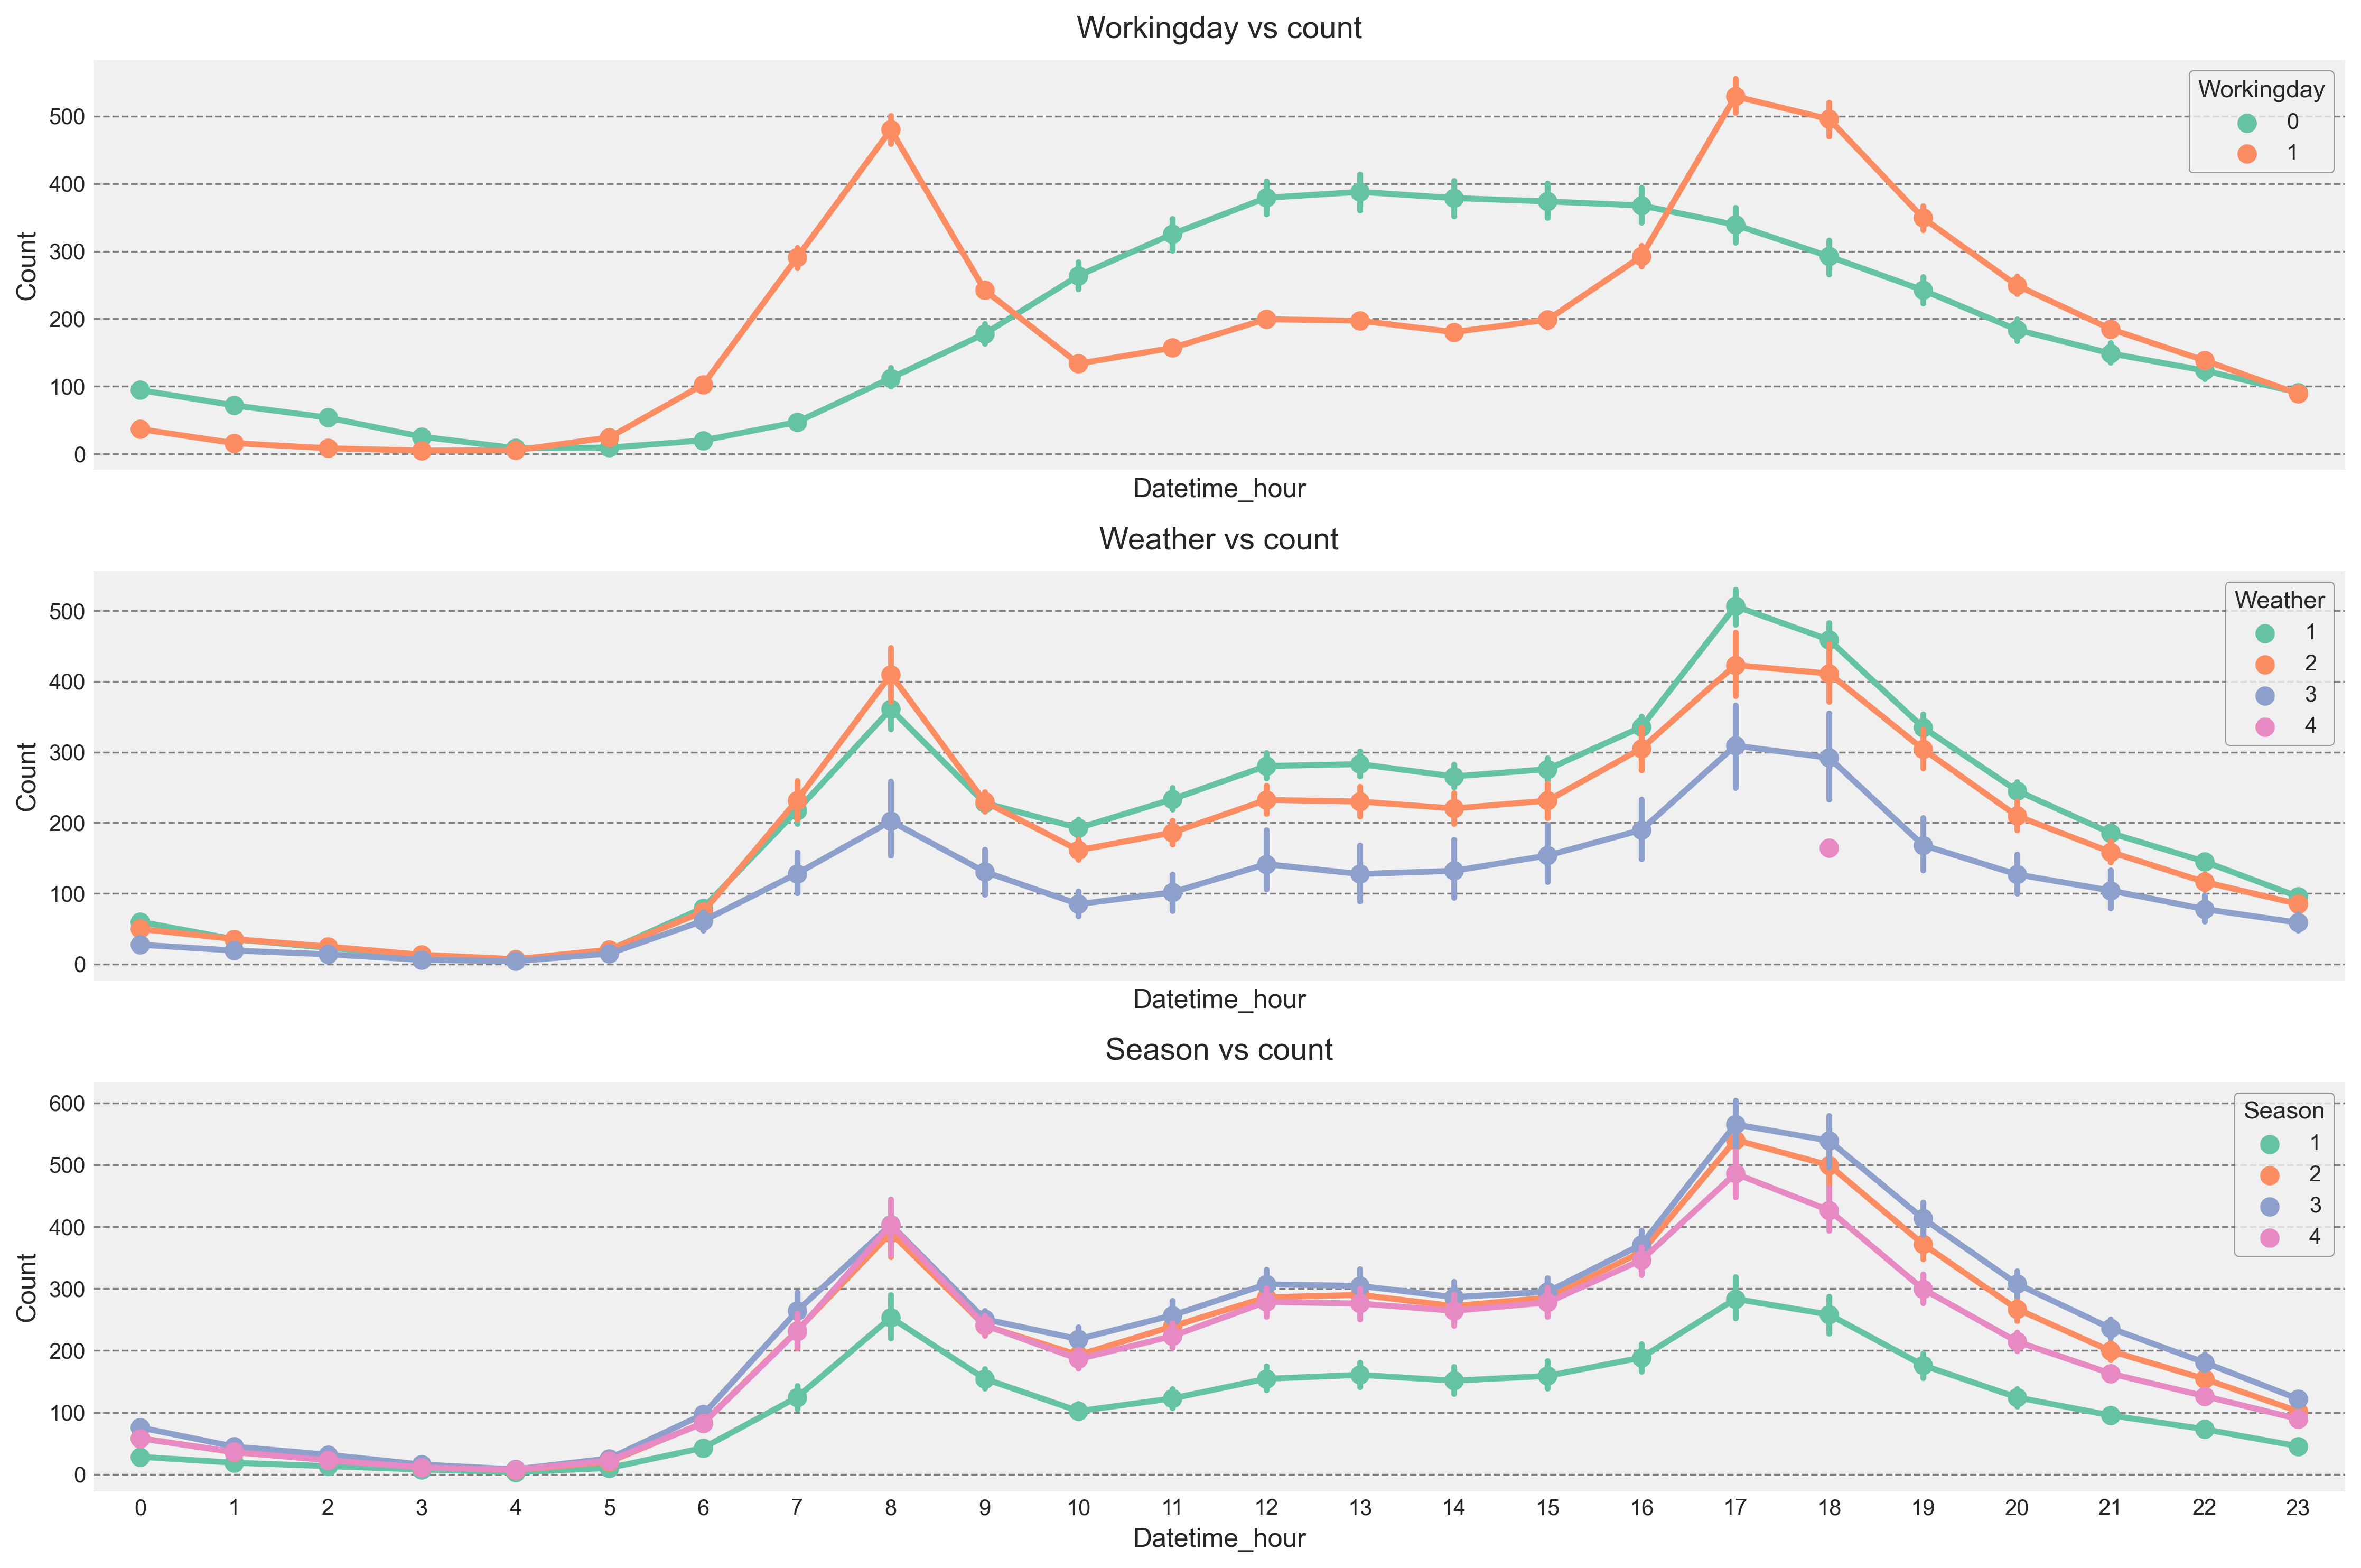 Workingday vs count
500
400
300
200
100
0
Count
Workingday
0
1
Datetime_hour
Weather vs count
500
400
300
200
100
0
Count
Weather
1
2
3
4
Datetime_hour
Season vs count
600
500
400
300
200
100
0
Count
Season
1
2
3
4
0 1 2 3 4 5 6 7 8 9 10 11 12 13 14 15 16 17 18 19 20 21 22 23
Datetime_hour